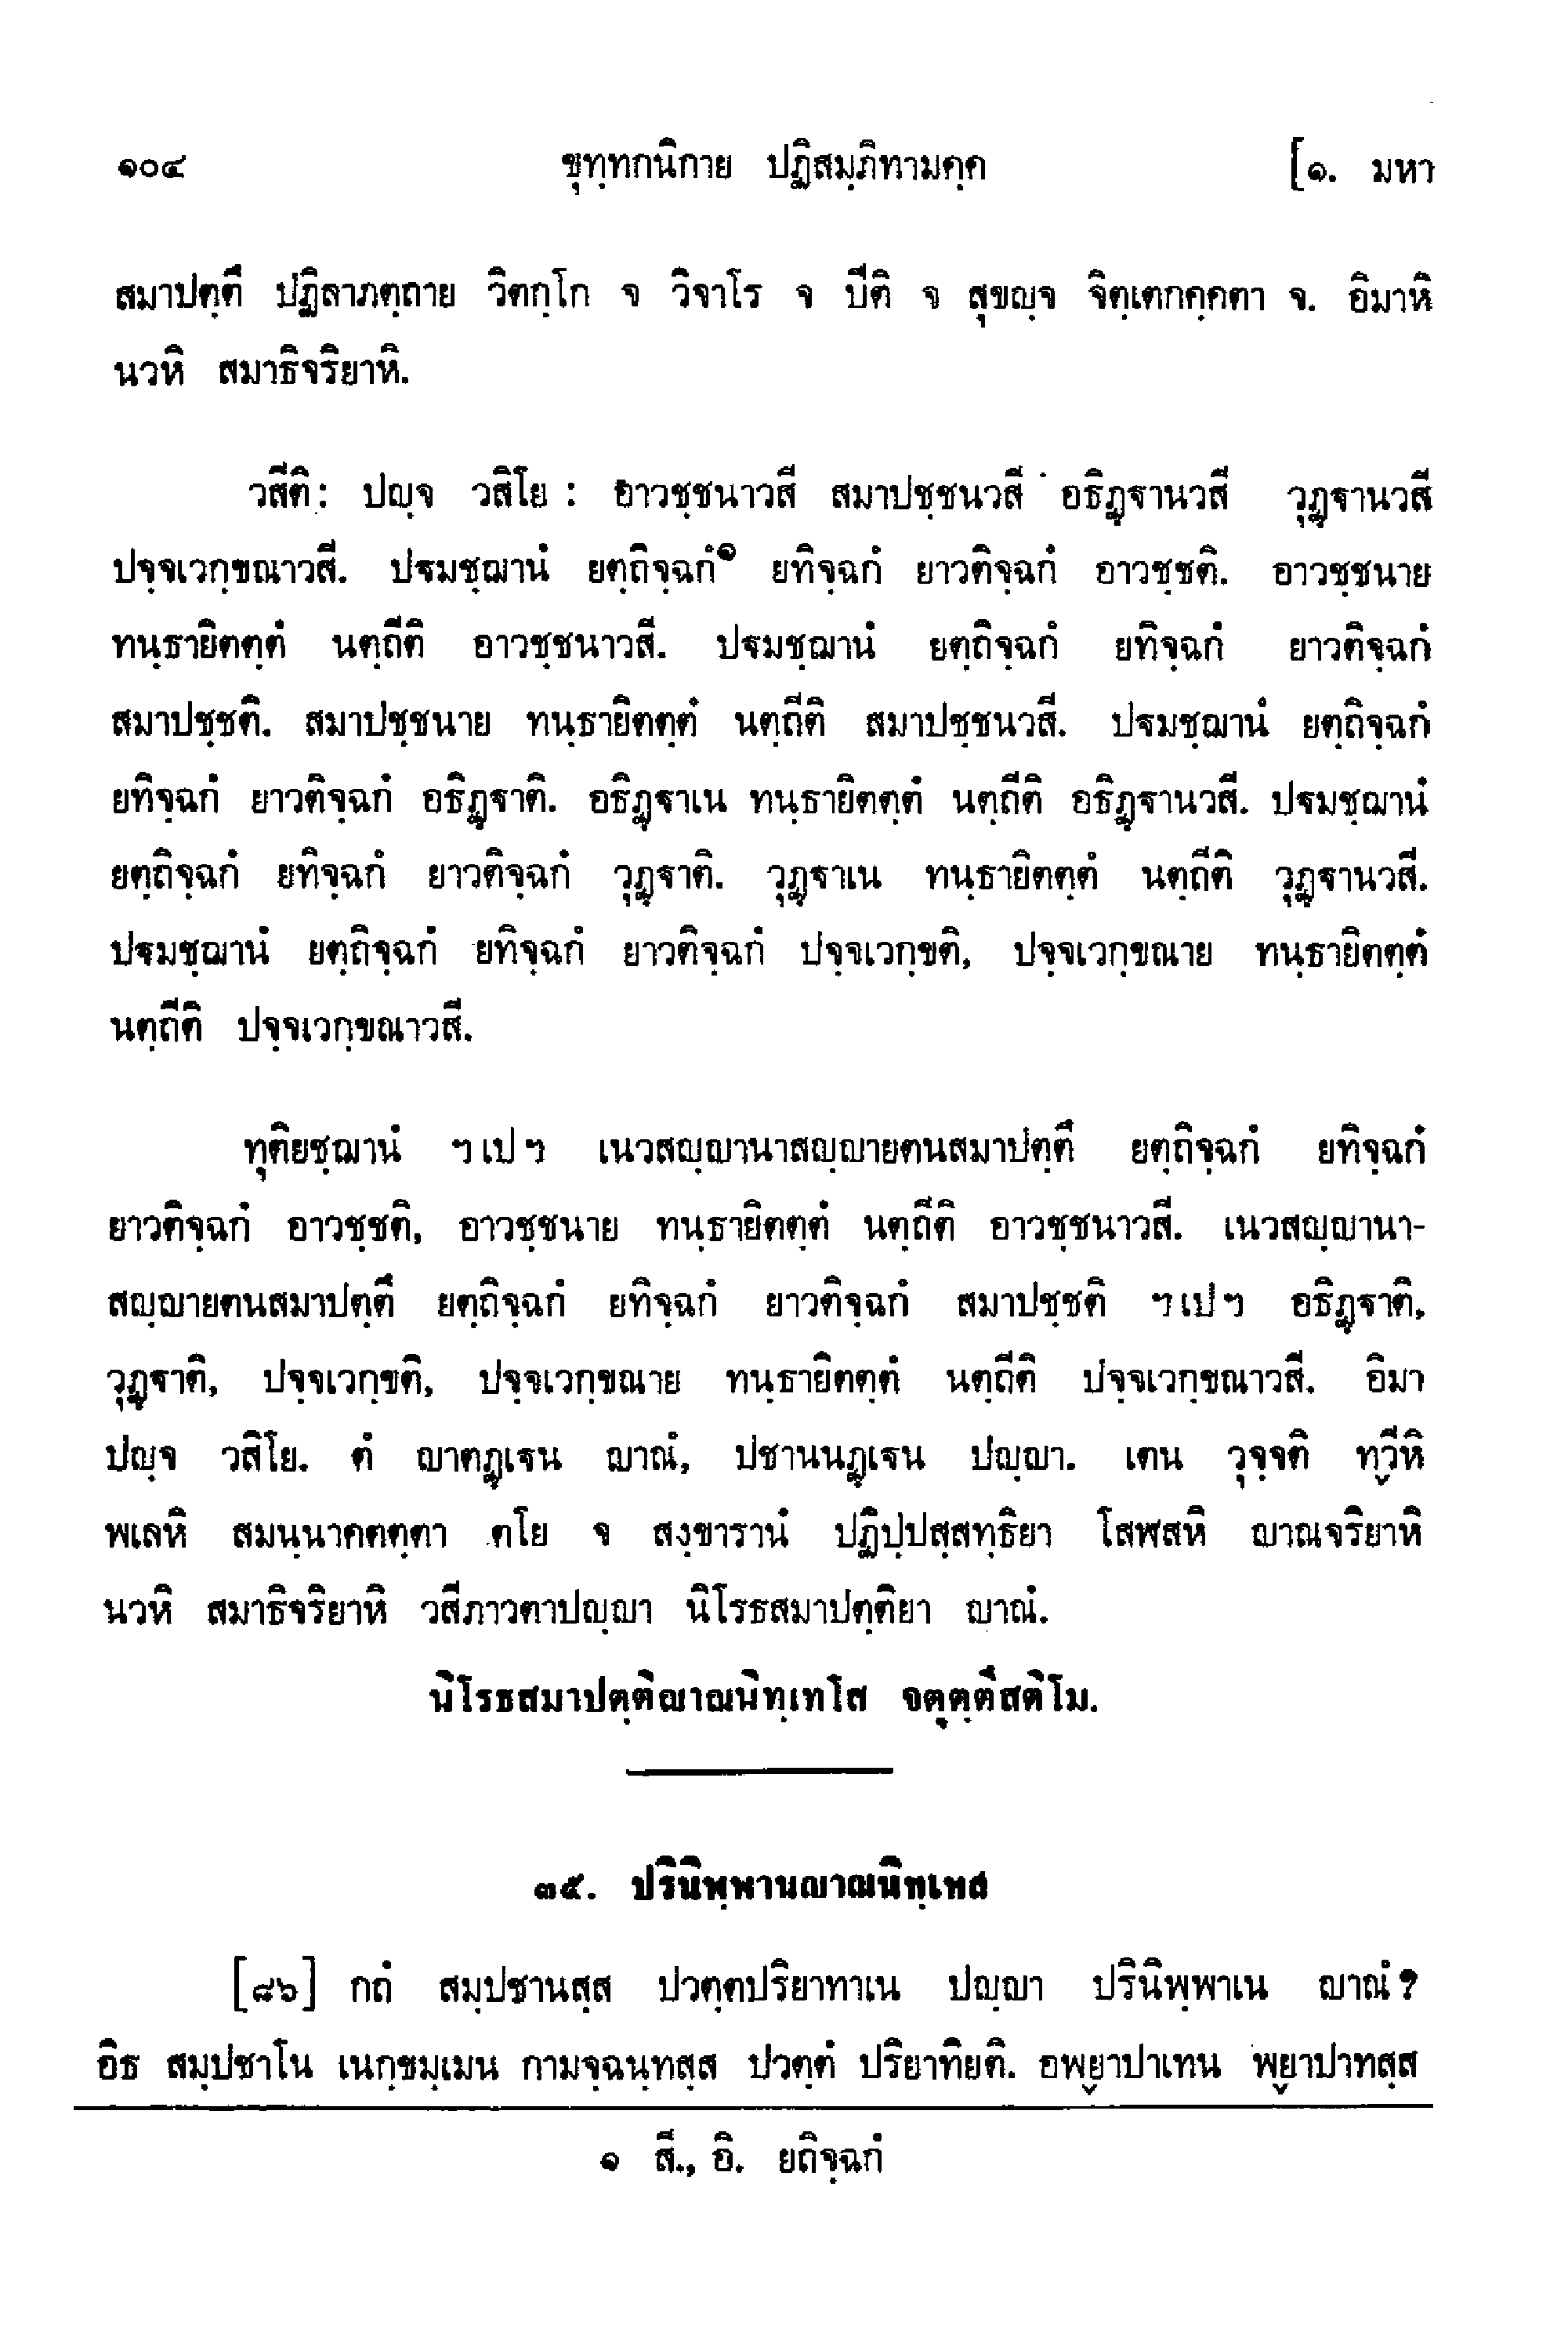 ๑๐๔ ขุทฺทกนิกาย ปฏิสมฺภิทามคฺค [๑. มหา
สมาปตฺตึ ปฏิลาภตฺถาย วิตกฺโก จ วิจาโร จ ปีติ จ สุขญฺจ จิตฺเตกคฺคตา จ. อิมาหิ
นวหิ สมาธิจริยาหิ.
วสีติ: ปญฺจ วสิโย : อาวชฺชนาวสี สมาปชฺชนวสี อธิฏฺฐานวสี วุฏฺฐานวสี
ปจฺจเวกฺขณาวสี. ปฐมชฺฌานํ ยตฺถิจฺฉกํ๑ ยทิจฺฉกํ ยาวติจฺฉกํ อาวชฺชติ. อาวชฺชนาย
ทนฺธายิตตฺตํ นตฺถีติ อาวชฺชนาวสี. ปฐมชฺฌานํ ยตฺถิจฺฉกํ ยทิจฺฉกํ ยาวติจฺฉกํ
สมาปชฺชติ. สมาปชฺชนาย ทนฺธายิตตฺตํ นตฺถีติ สมาปชฺชนวสี. ปฐมชฺฌานํ ยตฺถิจฺฉกํ
ยทิจฺฉกํ ยาวติจฺฉกํ อธิฏฺฐาติ. อธิฏฺฐาเน ทนฺธายิตตฺตํ นตฺถีติ อธิฏฺฐานวสี. ปฐมชฺฌานํ
ยตฺถิจฺฉกํ ยทิจฺฉกํ ยาวติจฺฉกํ วุฏฺฐาติ. วุฏฺฐาเน ทนฺธายิตตฺตํ นตฺถีติ วุฏฺฐานวสี.
ปฐมชฺฌานํ ยตฺถิจฺฉกํ ยทิจฺฉกํ ยาวติจฺฉกํ ปจฺจเวกฺขติ, ปจฺจเวกฺขณาย ทนฺธายิตตฺตํ
นตฺถีติ ปจฺจเวกฺขณาวสี.
ทุติยชฺฌานํ ฯเปฯ เนวสญฺญานาสญฺญายตนสมาปตฺตึ ยตฺถิจฺฉกํ ยทิจฺฉกํ
ยาวติจฺฉกํ อาวชฺชติ, อาวชฺชนาย ทนฺธายิตตฺตํ นตฺถีติ อาวชฺชนาวสี. เนวสญฺญานา-
สญฺญายตนสมาปตฺตึ ยตฺถิจฺฉกํ ยทิจฺฉกํ ยาวติจฺฉกํ สมาปชฺชติ ฯเปฯ อธิฏฺฐาติ,
วุฏฺฐาติ, ปจฺจเวกฺขติ, ปจฺจเวกฺขณาย ทนฺธายิตตฺตํ นตฺถีติ ปจฺจเวกฺขณาวสี. อิมา
ปญฺจ วสิโย. ตํ ญาตฏฺเฐน ญาณํ, ปชานนฏฺเฐน ปญฺญา. เตน วุจฺจติ ทฺวีหิ
พเลหิ สมนฺนาคตตฺตา ตโย จ สงฺขารานํ ปฏิปฺปสฺสทฺธิยา โสฬสหิ ญาณจริยาหิ
นวหิ สมาธิจริยาหิ วสีภาวตาปญฺญา นิโรธสมาปตฺติยา ญาณํ.
นิโรธสมาปตฺติญาณนิทฺเทโส จตุตฺตึสติโม.
๓๕. ปรินิพฺพานญาณนิทฺเทส
[๘๖] กถํ สมฺปชานสฺส ปวตฺตปริยาทาเน ปญฺญา ปรินิพฺพาเน ญาณํ?
อิธ สมฺปชาโน เนกฺขมฺเมน กามจฺฉนฺทสฺส ปวตฺตํ ปริยาทิยติ. อพฺยาปาเทน พฺยาปาทสฺส
๑ สี., อิ. ยถิจฺฉกํ